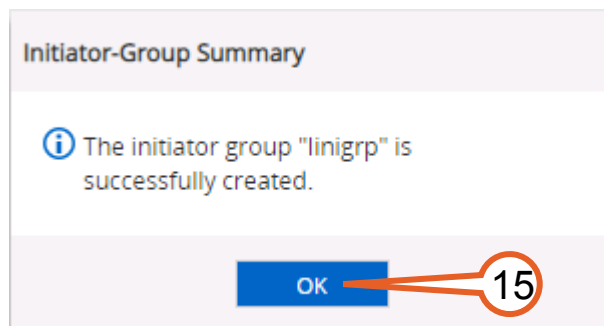 Initiator-Group Summary
The initiator group "linigrp" is
successfully created.
OK
15